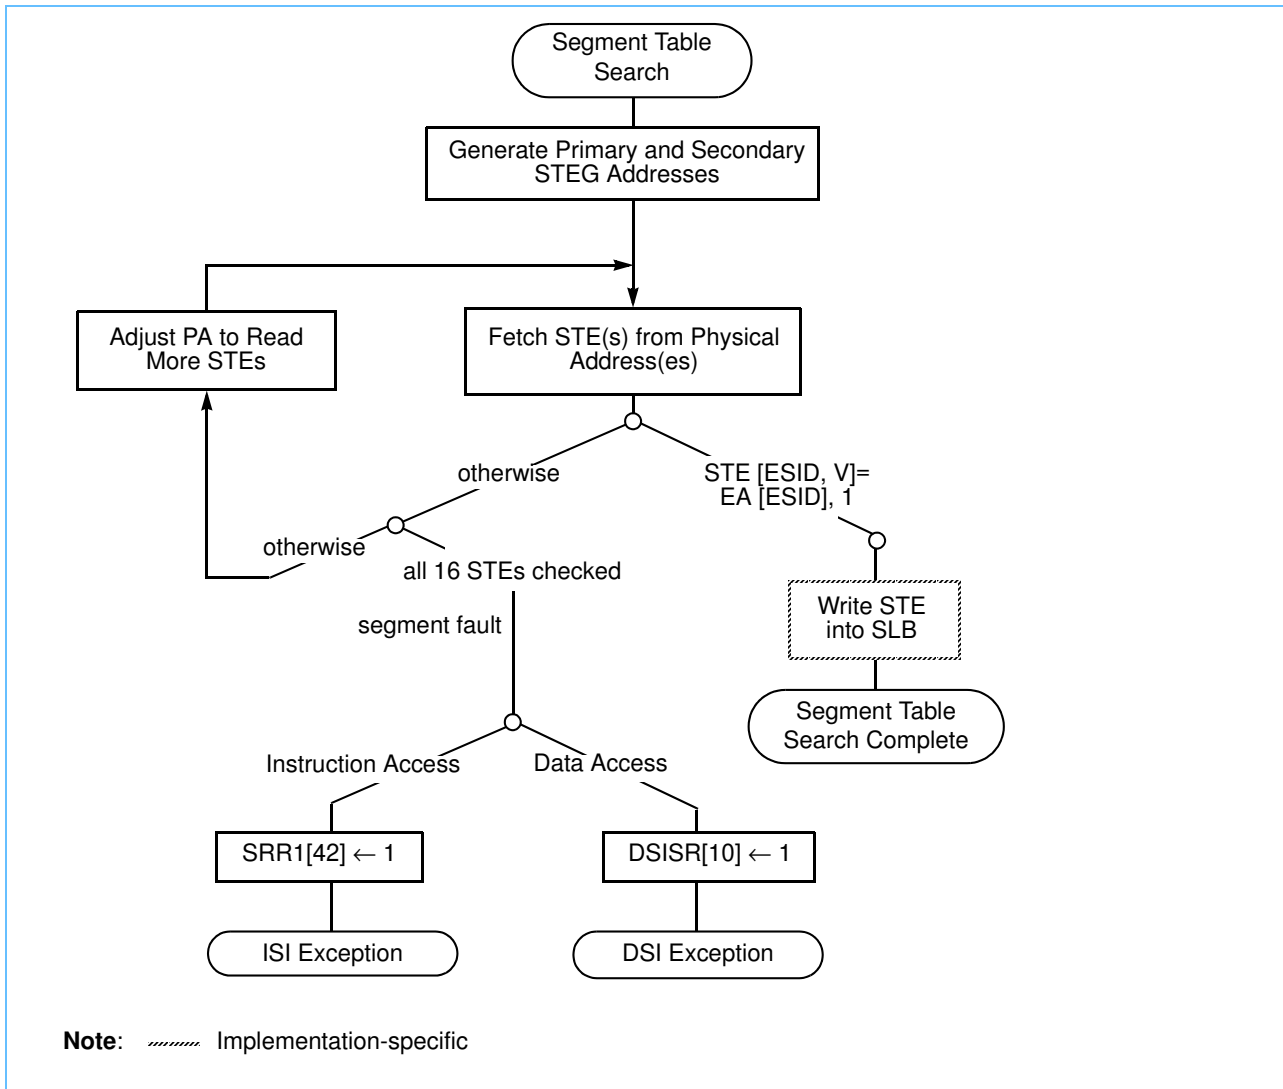 Segment Table
Search
Generate Primary and Secondary
STEG Addresses
Adjust PA to Read
More STEs
Fetch STE(s) from Physical
Address(es)
otherwise
STE [ESID, V]=
EA [ESID], 1
otherwise
all 16 STEs checked
segment fault
Write STE
into SLB
Segment Table
Search Complete
Instruction Access
Data Access
SRR1[42] ← 1
DSISR[10] ← 1
ISI Exception
DSI Exception
Note: Implementation-specific